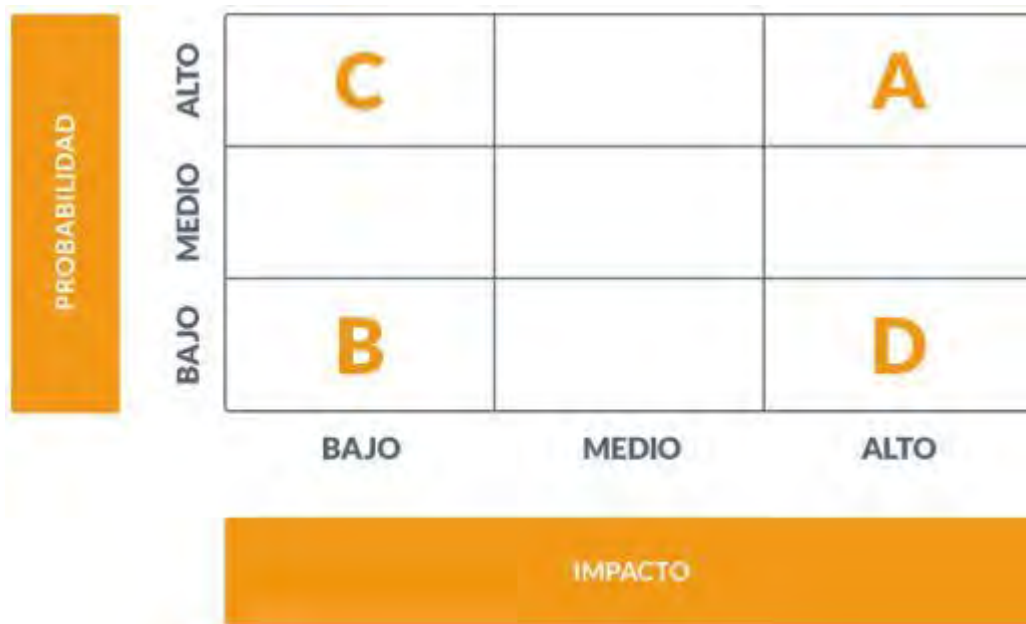 PROBABILIDAD
ALTO
C
A
MEDIO
BAJO
B
D
BAJO
MEDIO
ALTO
IMPACTO